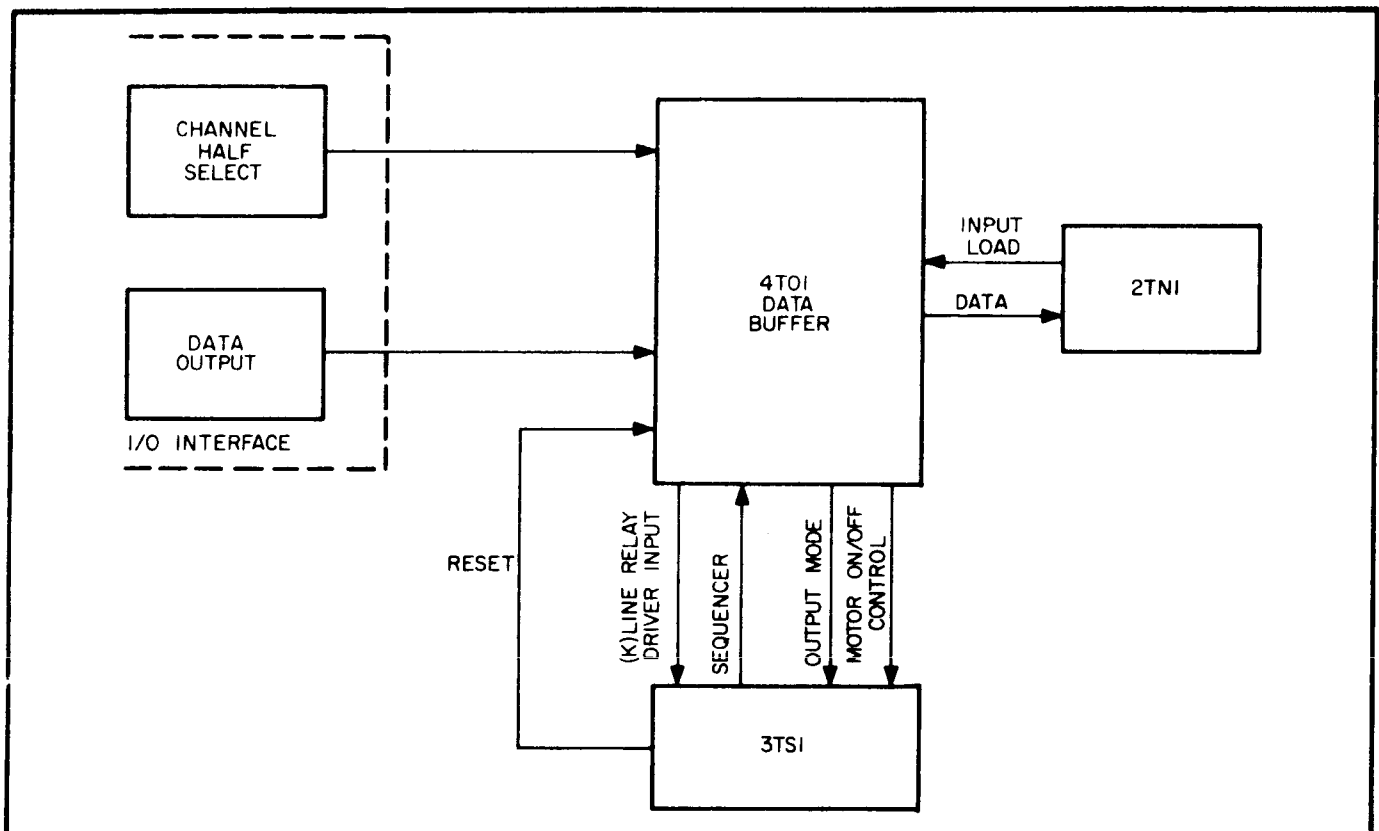 CHANNEL
HALF
SELECT
DATA
OUTPUT
I/O INTERFACE
4TO1
DATA
BUFFER
INPUT
LOAD
DATA
2TN1
RESET
(K)LINE RELAY
DRIVER INPUT
SEQUENCER
OUTPUT MODE
MOTOR ON/OFF
CONTROL
3TS1